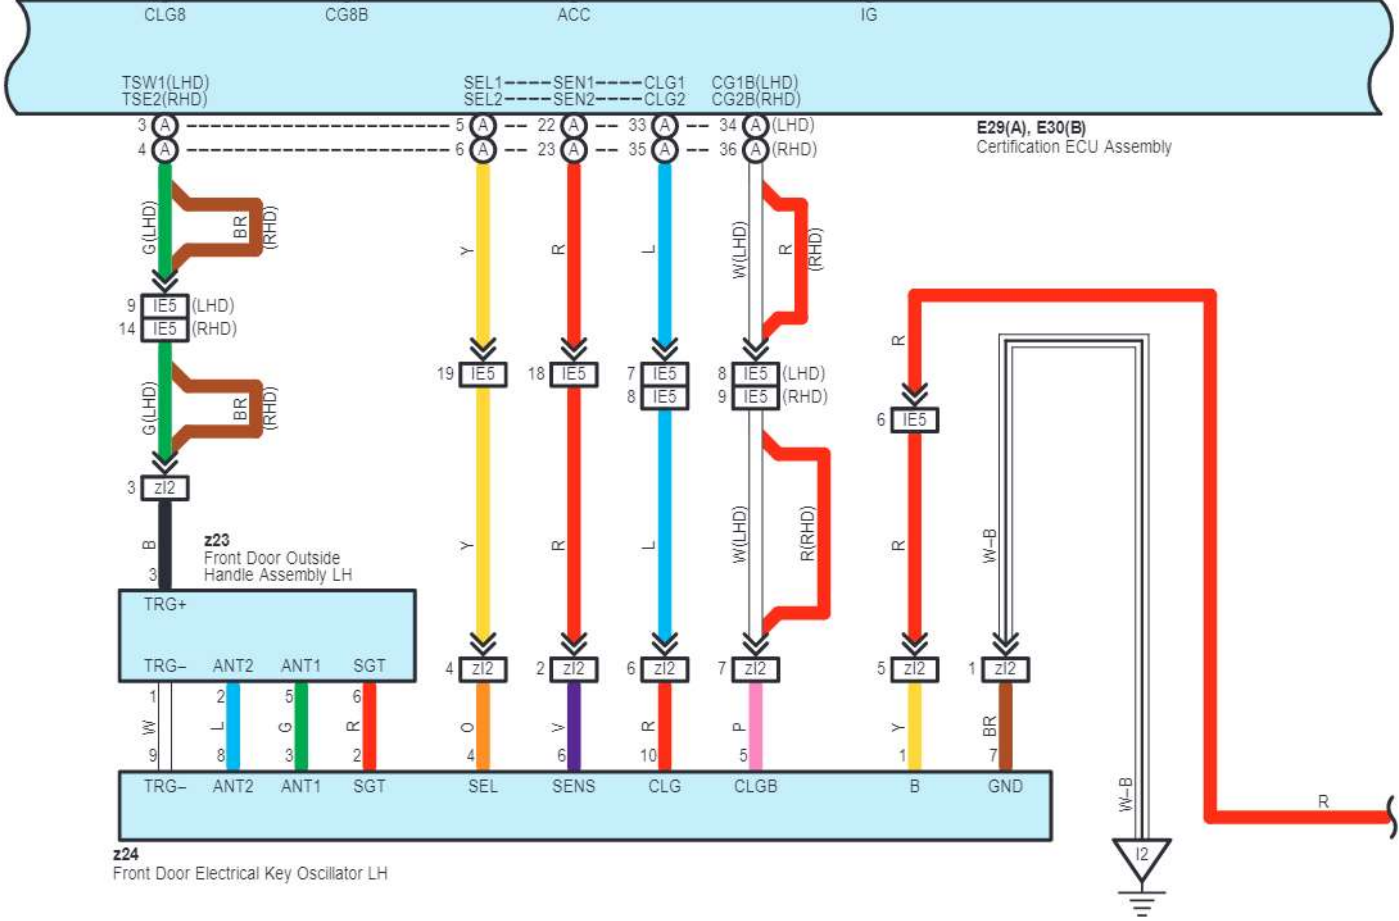 CLG8 CG8B ACC IG
TSW1(LHD) SEL1 SEN1 CLG1 CG1B(LHD)
TSE2(RHD) SEL2 SEN2 CLG2 CG2B(RHD)
3 A 5 A 22 A 33 A 34 A (LHD)
4 A 6 A 23 A 35 A 36 A (RHD)
E29(A), E30(B)
Certification ECU Assembly
G(LHD) BR (RHD) Y R L W(LHD) R (RHD)
9 IE5 (LHD)
14 IE5 (RHD)
R
19 IE5 18 IE5 7 IE5 8 IE5 (LHD)
8 IE5 9 IE5 (RHD)
G(LHD) BR (RHD)
6 IE5
3 zI2
B Y R L W(LHD) R(RHD) R W–B
z23
Front Door Outside
Handle Assembly LH
3
TRG+
TRG– ANT2 ANT1 SGT
4 zI2 2 zI2 6 zI2 7 zI2 5 zI2 1 zI2
1 2 5 6
W L G R O V R P Y BR
9 8 3 2 4 6 10 5 1 7
TRG– ANT2 ANT1 SGT SEL SENS CLG CLGB B GND
W–B
R
z24
Front Door Electrical Key Oscillator LH
I2